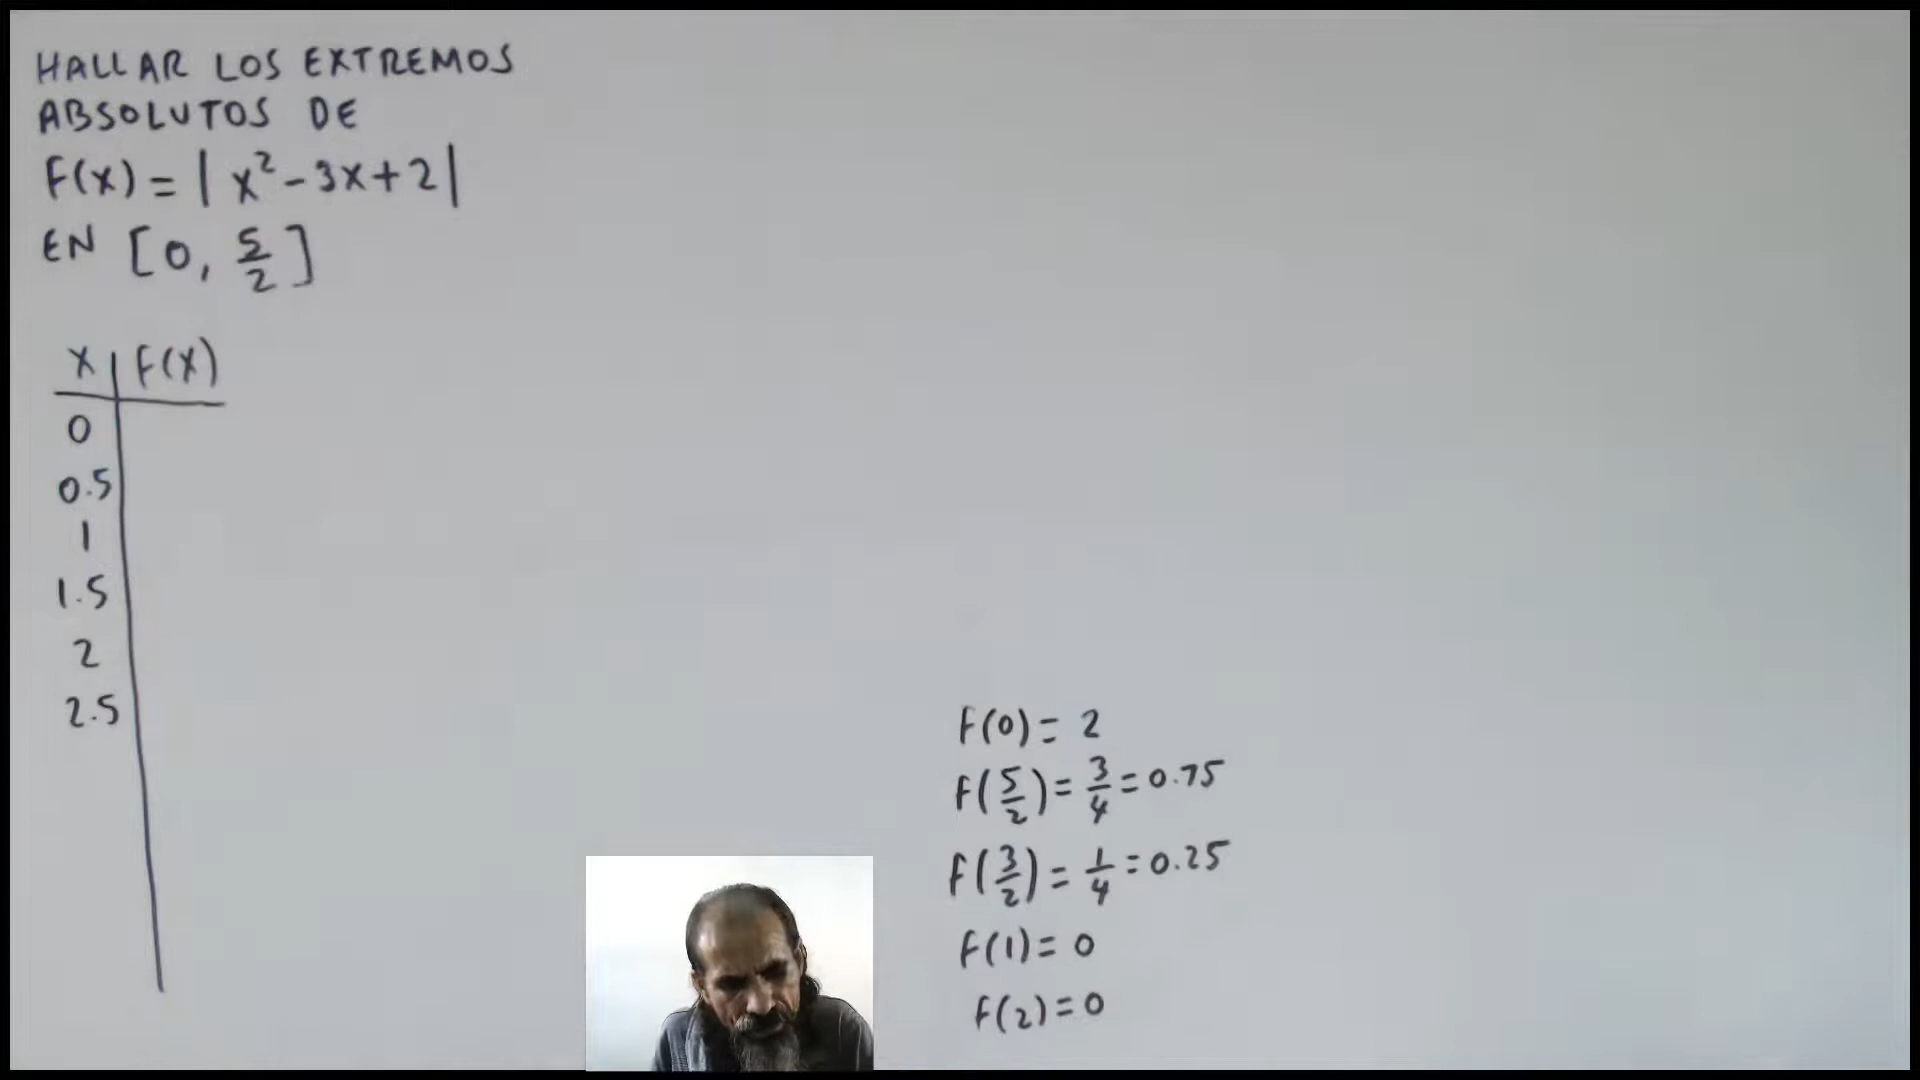 HALLAR LOS EXTREMOS
ABSOLUTOS DE
F(x) = | x² - 3x + 2 |
EN [0, 5/2]
x | F(x)
0
0.5
1
1.5
2
2.5
F(0) = 2
F(5/2) = 3/4 = 0.75
F(3/2) = 1/4 = 0.25
F(1) = 0
F(2) = 0